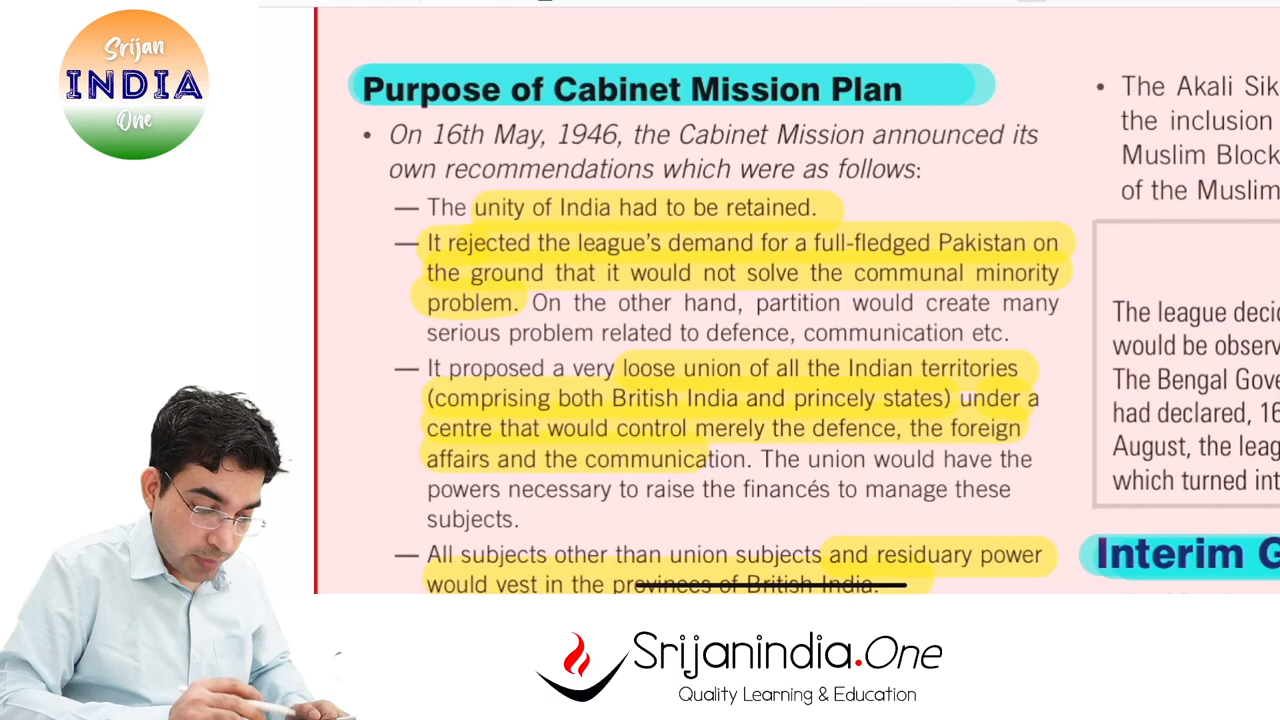 Srijan
INDIA
One
Purpose of Cabinet Mission Plan
• On 16th May, 1946, the Cabinet Mission announced its
own recommendations which were as follows:
— The unity of India had to be retained.
— It rejected the league's demand for a full-fledged Pakistan on
the ground that it would not solve the communal minority
problem. On the other hand, partition would create many
serious problem related to defence, communication etc.
— It proposed a very loose union of all the Indian territories
(comprising both British India and princely states) under a
centre that would control merely the defence, the foreign
affairs and the communication. The union would have the
powers necessary to raise the financés to manage these
subjects.
— All subjects other than union subjects and residuary power
would vest in the provinces of British India.
• The Akali Sik
the inclusion
Muslim Block
of the Muslim
The league deci
would be observ
The Bengal Gove
had declared, 16
August, the leag
which turned int
Interim G
Srijanindia.One
Quality Learning & Education